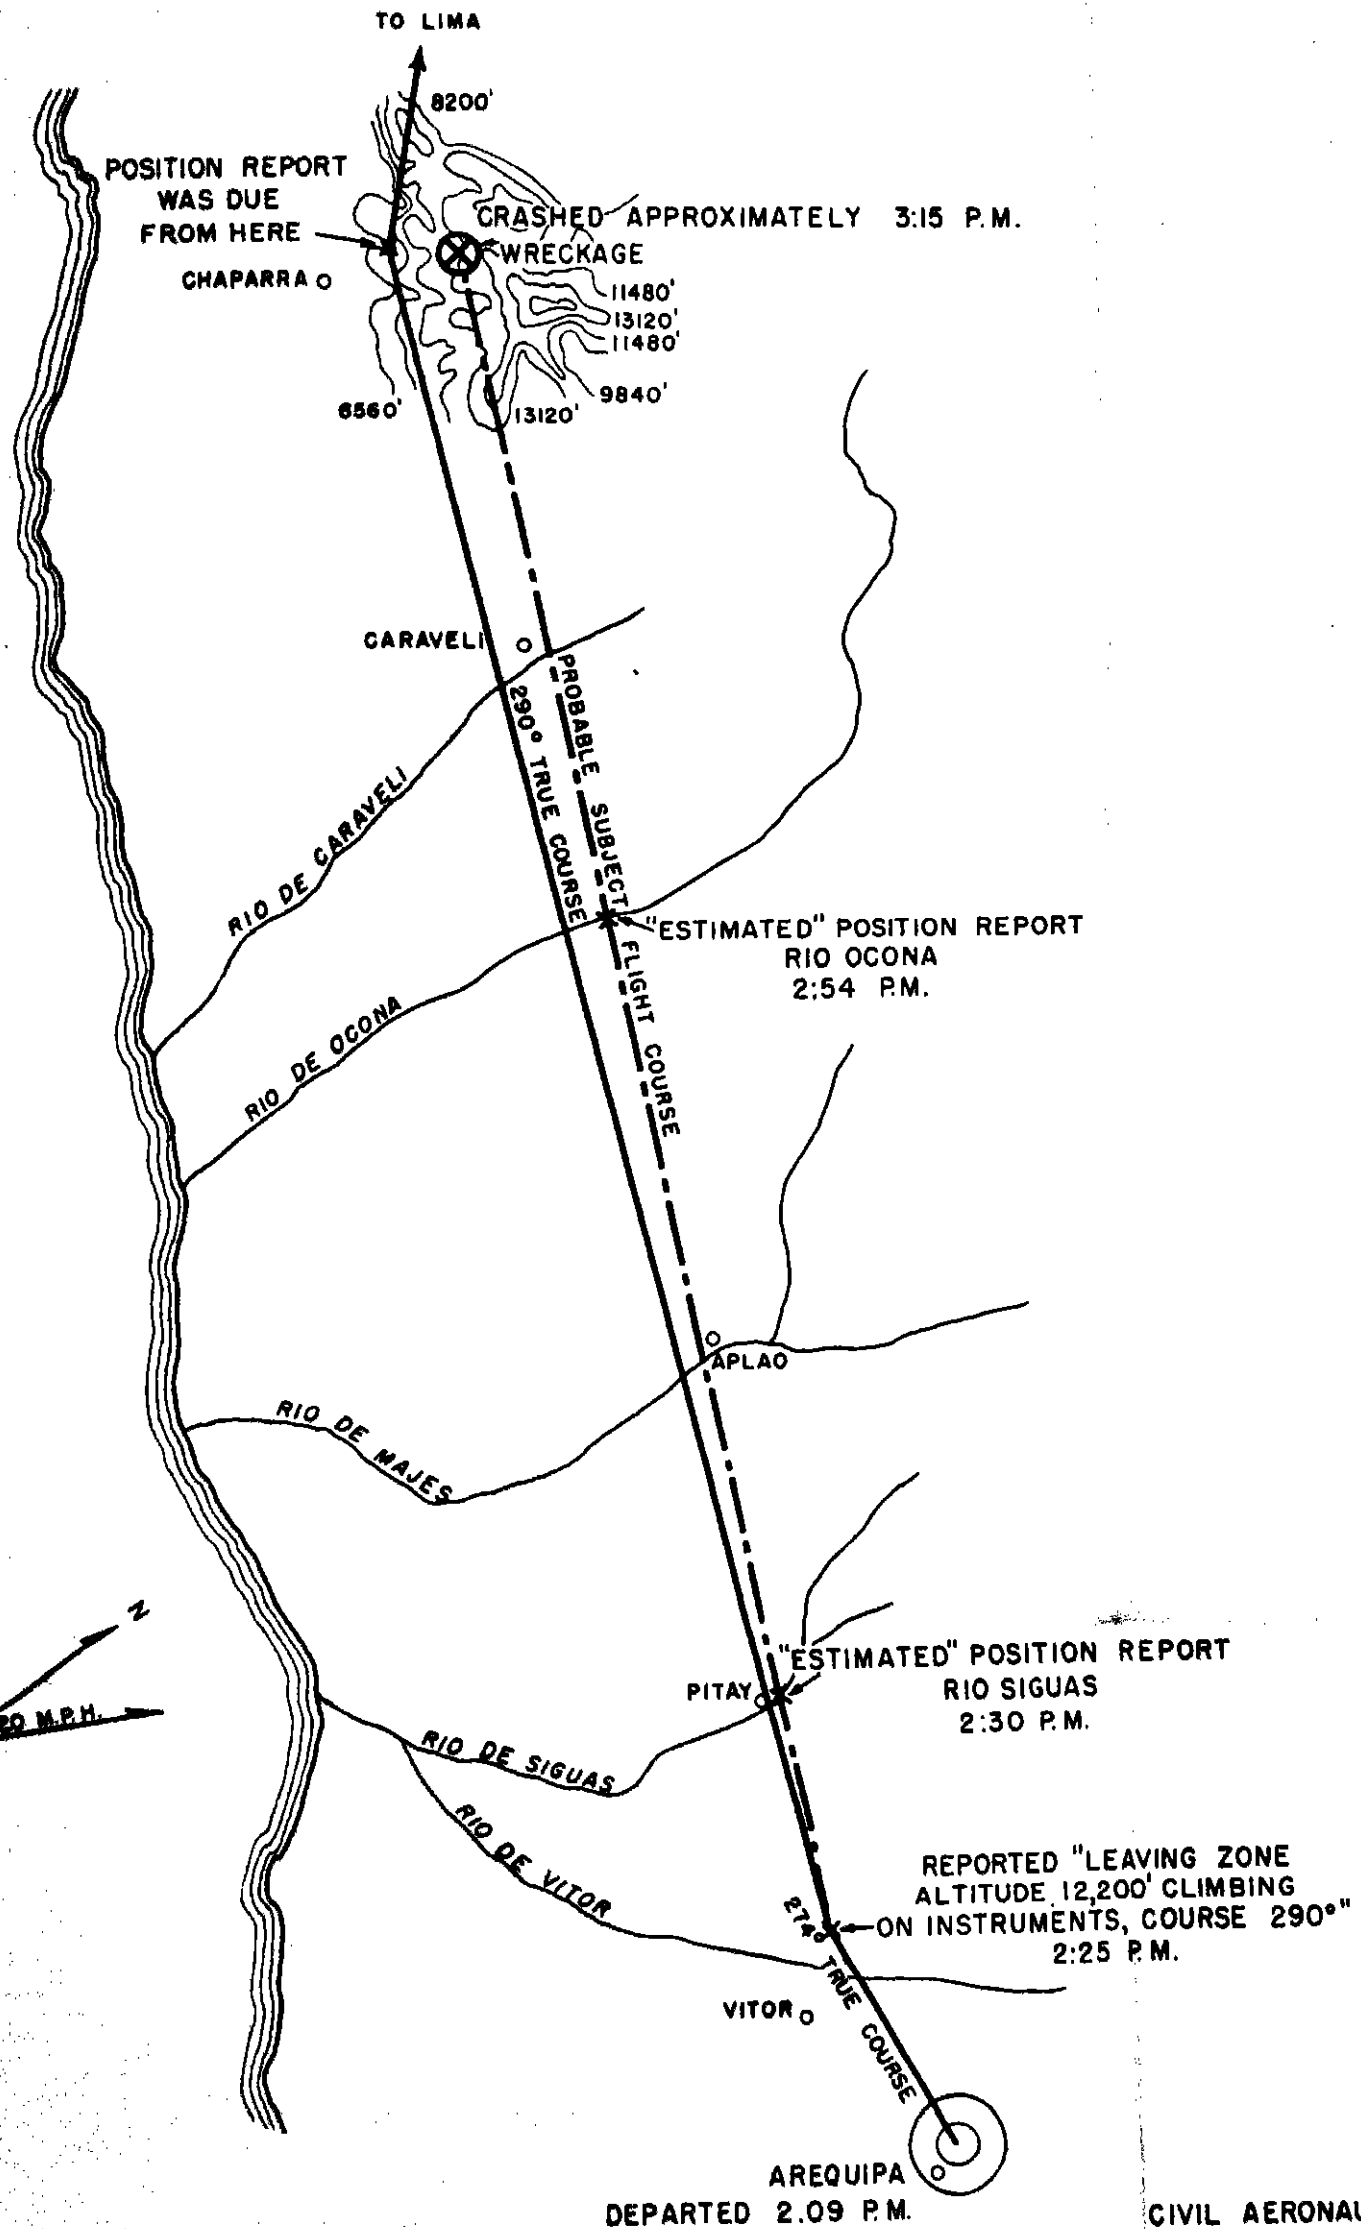 TO LIMA
8200'
POSITION REPORT
WAS DUE
FROM HERE
CRASHED APPROXIMATELY 3:15 P.M.
WRECKAGE
CHAPARRA
11480'
13120'
11480'
9840'
6560'
13120'
CARAVELI
290° TRUE COURSE
PROBABLE SUBJECT FLIGHT COURSE
RIO DE CARAVELI
"ESTIMATED" POSITION REPORT
RIO OCONA
2:54 P.M.
RIO DE OCONA
APLAO
RIO DE MAJES
N
"ESTIMATED" POSITION REPORT
RIO SIGUAS
2:30 P.M.
PITAY
M.P.H.
RIO DE SIGUAS
RIO DE VITOR
REPORTED "LEAVING ZONE
ALTITUDE 12,200' CLIMBING
ON INSTRUMENTS, COURSE 290°"
2:25 P.M.
274° TRUE COURSE
VITOR
AREQUIPA
DEPARTED 2.09 P.M.
CIVIL AERONAU